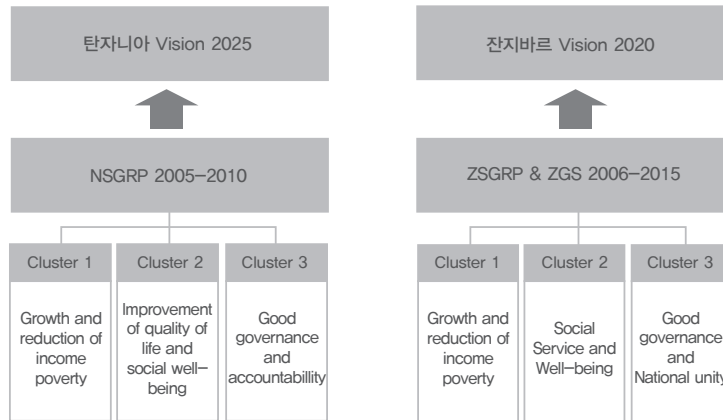 탄자니아 Vision 2025
잔지바르 Vision 2020
NSGRP 2005–2010
ZSGRP & ZGS 2006–2015
Cluster 1
Cluster 2
Cluster 3
Cluster 1
Cluster 2
Cluster 3
Growth and
reduction of
income
poverty
Improvement
of quality of
life and
social well–
being
Good
governance
and
accountabillity
Growth and
reduction of
income
poverty
Social
Service and
Well–being
Good
governance
and
National unity